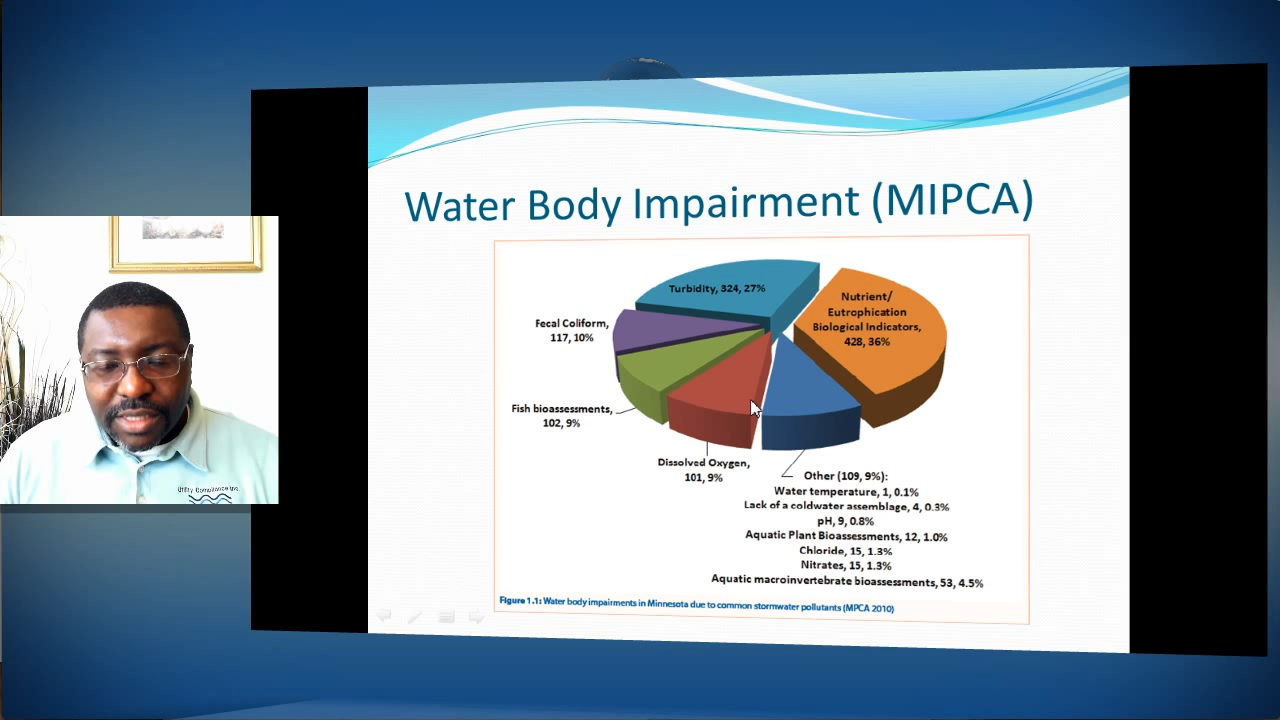 Water Body Impairment (MIPCA)
Turbidity, 324, 27%
Nutrient/
Eutrophication
Biological Indicators,
428, 36%
Fecal Coliform,
117, 10%
Fish bioassessments,
102, 9%
Dissolved Oxygen,
101, 9%
Other (109, 9%):
Water temperature, 1, 0.1%
Lack of a coldwater assemblage, 4, 0.3%
pH, 9, 0.8%
Aquatic Plant Bioassessments, 12, 1.0%
Chloride, 15, 1.3%
Nitrates, 15, 1.3%
Aquatic macroinvertebrate bioassessments, 53, 4.5%
Figure 1.1: Water body impairments in Minnesota due to common stormwater pollutants (MPCA 2010)
Utility Compliance Inc.